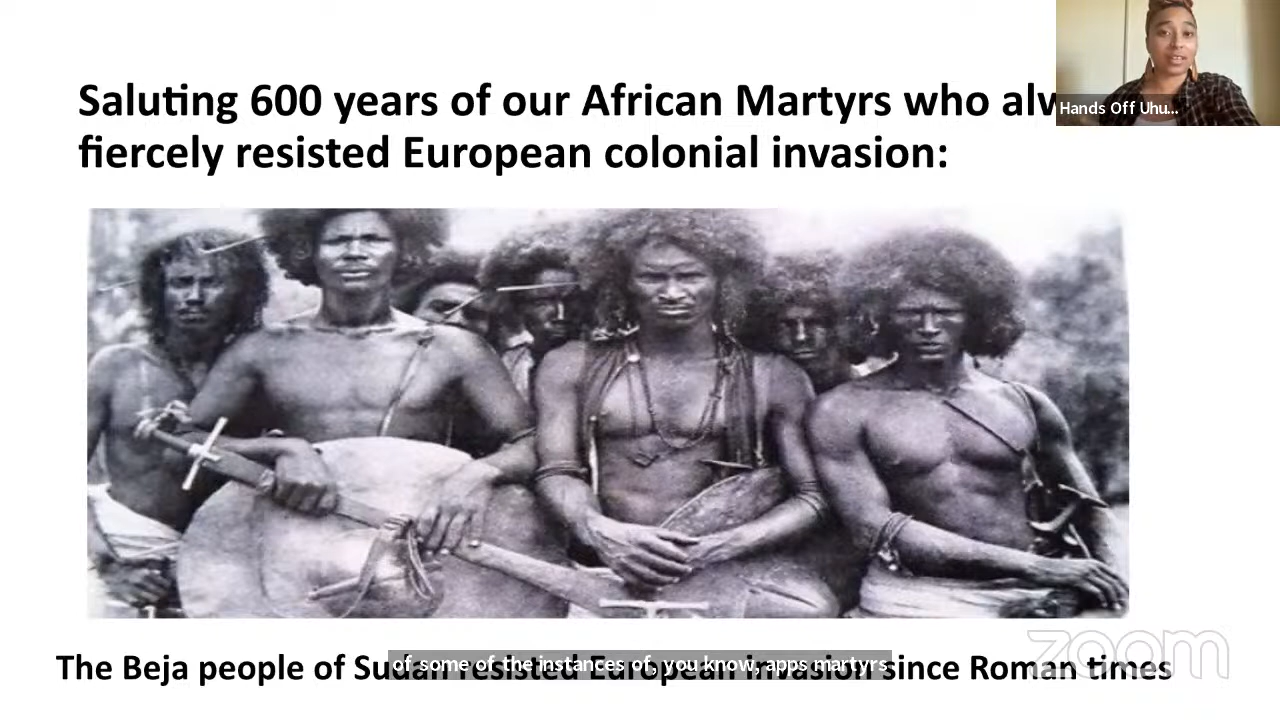 Saluting 600 years of our African Martyrs who alw
fiercely resisted European colonial invasion:
Hands Off Uhu...
The Beja people of Sudan resisted European invasion since Roman times
of some of the instances of, you know, apps martyrs
zoom